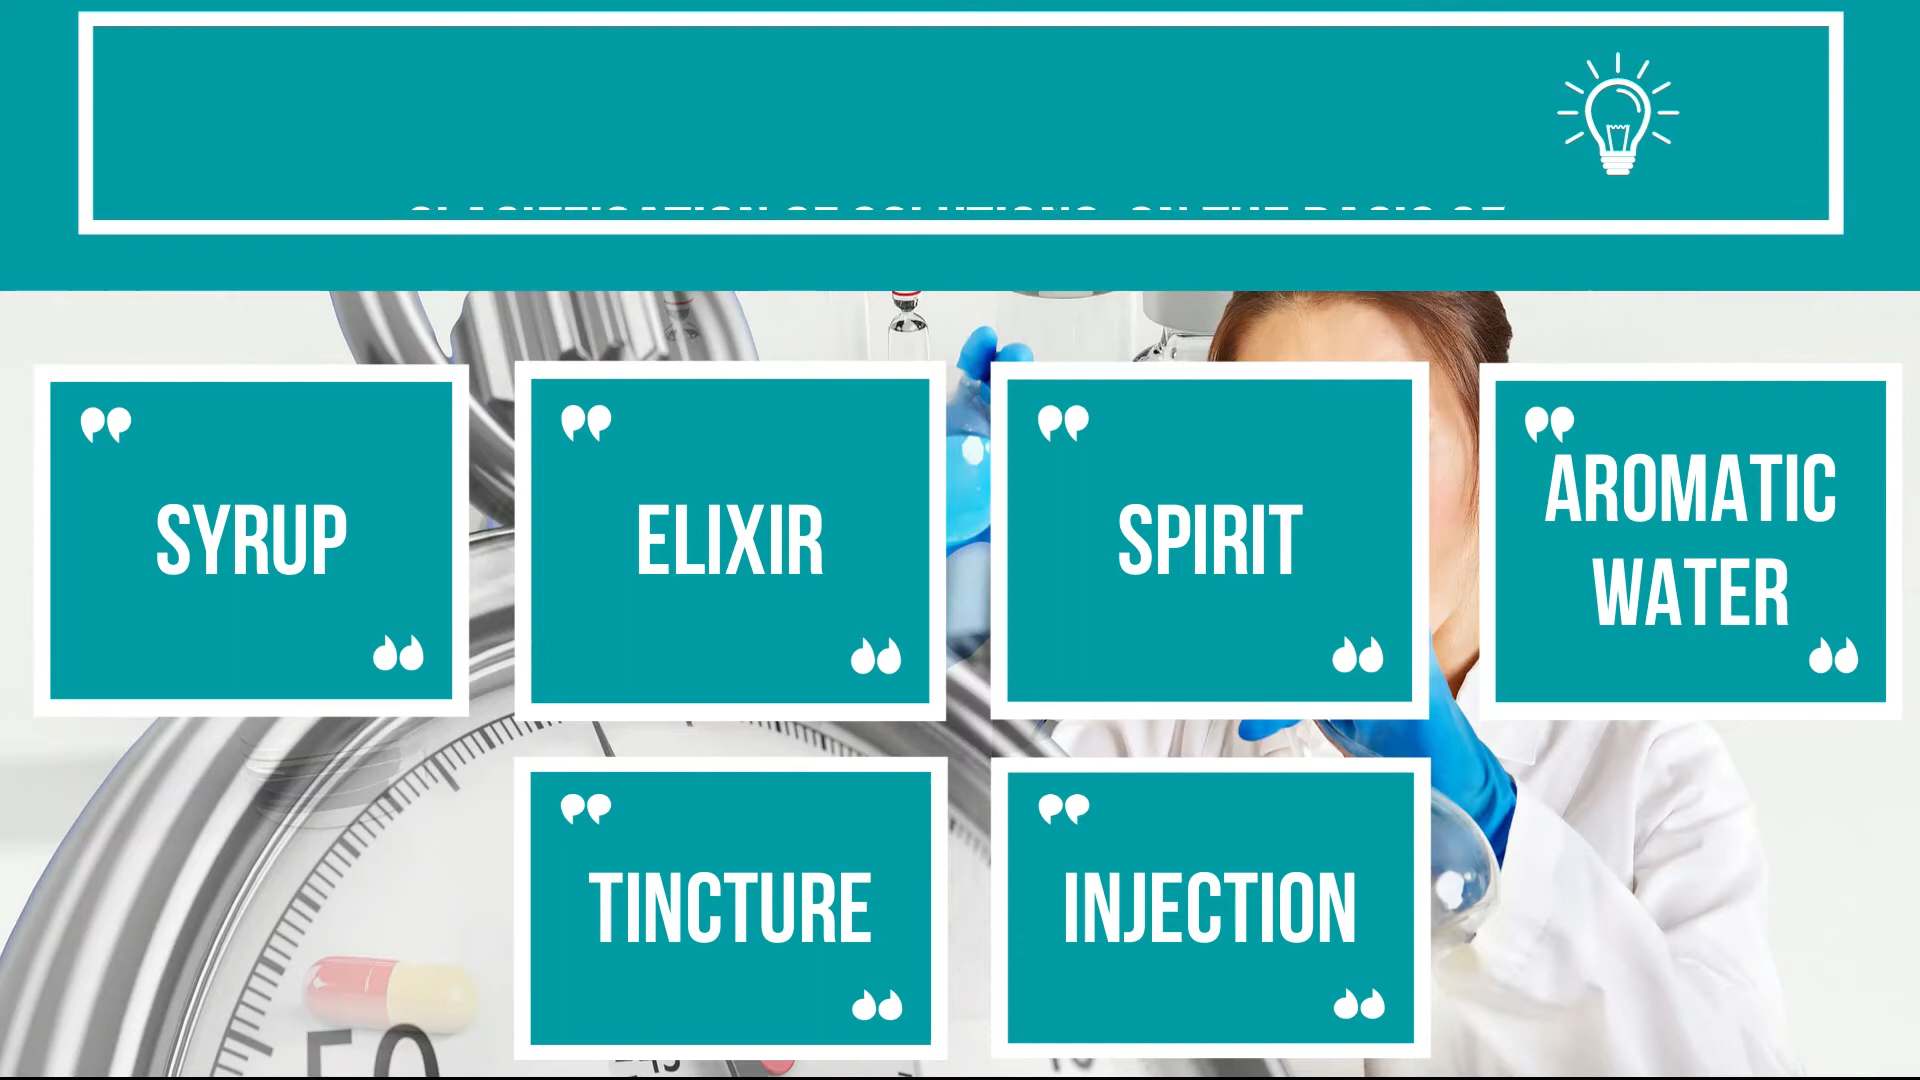 SYRUP
ELIXIR
SPIRIT
AROMATIC
WATER
TINCTURE
INJECTION